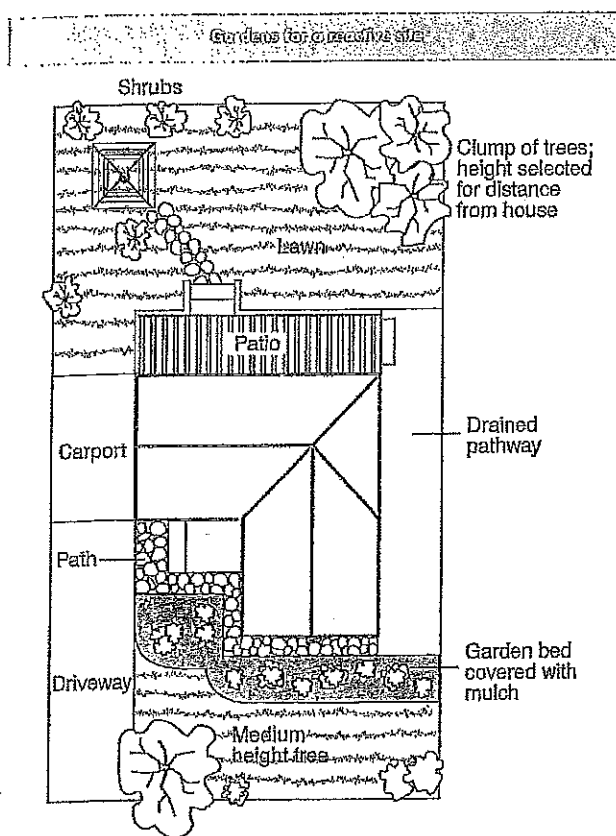 Gardens for a reactive site
Shrubs
Clump of trees;
height selected
for distance
from house
Lawn
Patio
Carport
Drained
pathway
Path
Garden bed
covered with
mulch
Driveway
Medium
height tree